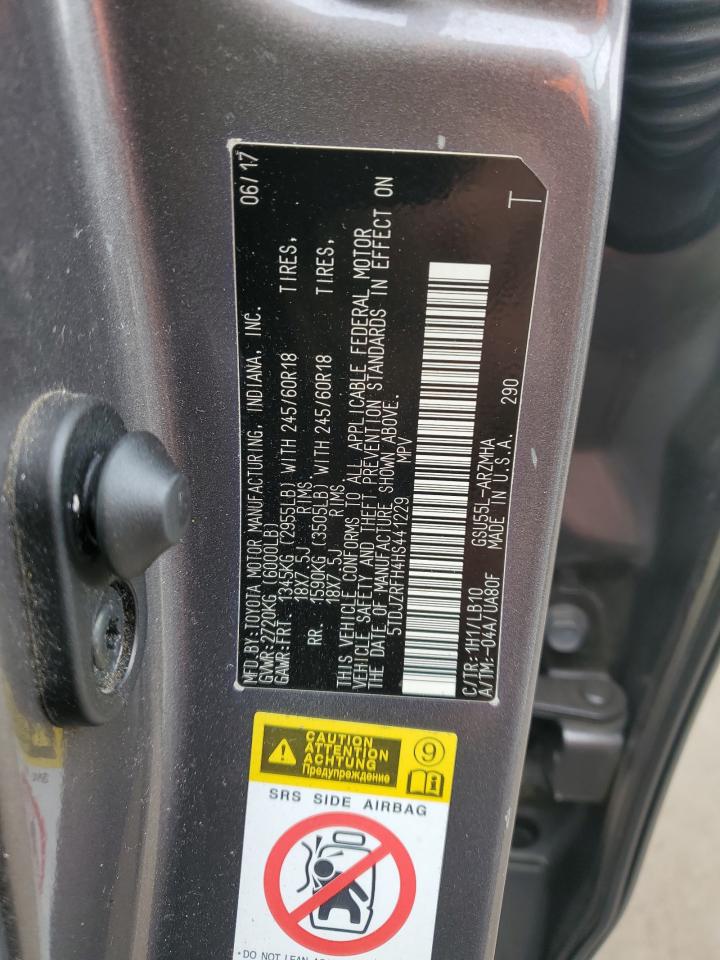 MFD.BY:TOYOTA MOTOR MANUFACTURING, INDIANA, INC. 06/17
GVWR:2720KG(6000LB)
GAWR:FRT. 1345KG (2955LB) WITH 245/60R18 TIRES,
18X7.5J RIMS,
RR. 1590KG (3505LB) WITH 245/60R18 TIRES,
18X7.5J RIMS,
THIS VEHICLE CONFORMS TO ALL APPLICABLE FEDERAL MOTOR
VEHICLE SAFETY AND THEFT PREVENTION STANDARDS IN EFFECT ON
THE DATE OF MANUFACTURE SHOWN ABOVE.
5TDJZRFH4HS441229 MPV
C/TR:1H1/LB10 GSU55L-ARZMHA
A/TM:-04A/UA80F MADE IN U.S.A. 290 T
CAUTION
ATTENTION
ACHTUNG
Предупреждение
9
SRS SIDE AIRBAG
•DO NOT LEAN